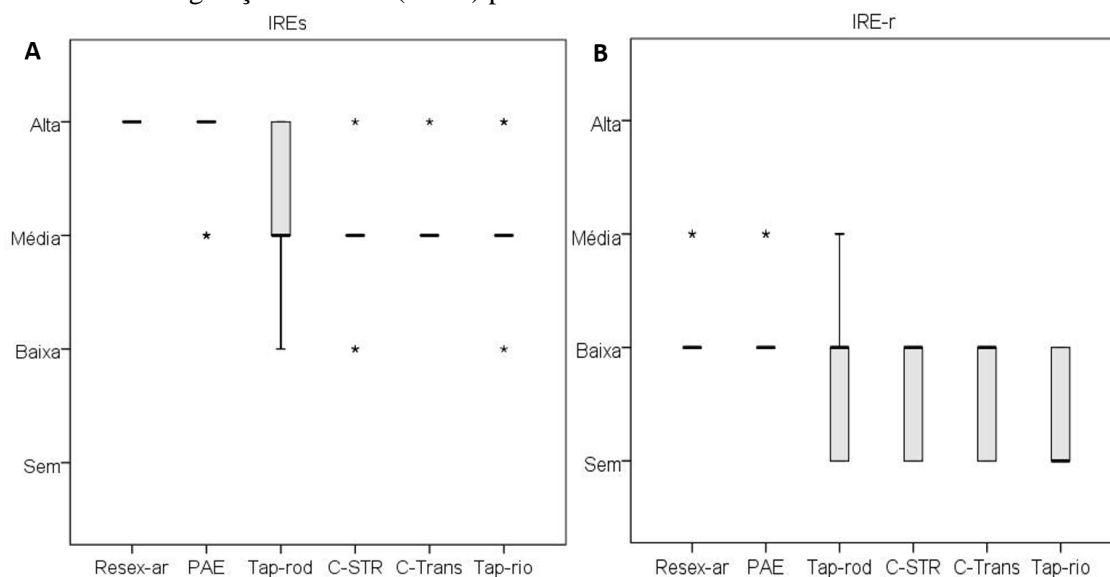 IREs
A
Alta
Média
Baixa
Sem
Resex-ar PAE Tap-rod C-STR C-Trans Tap-rio
IRE-r
B
Alta
Média
Baixa
Sem
Resex-ar PAE Tap-rod C-STR C-Trans Tap-rio